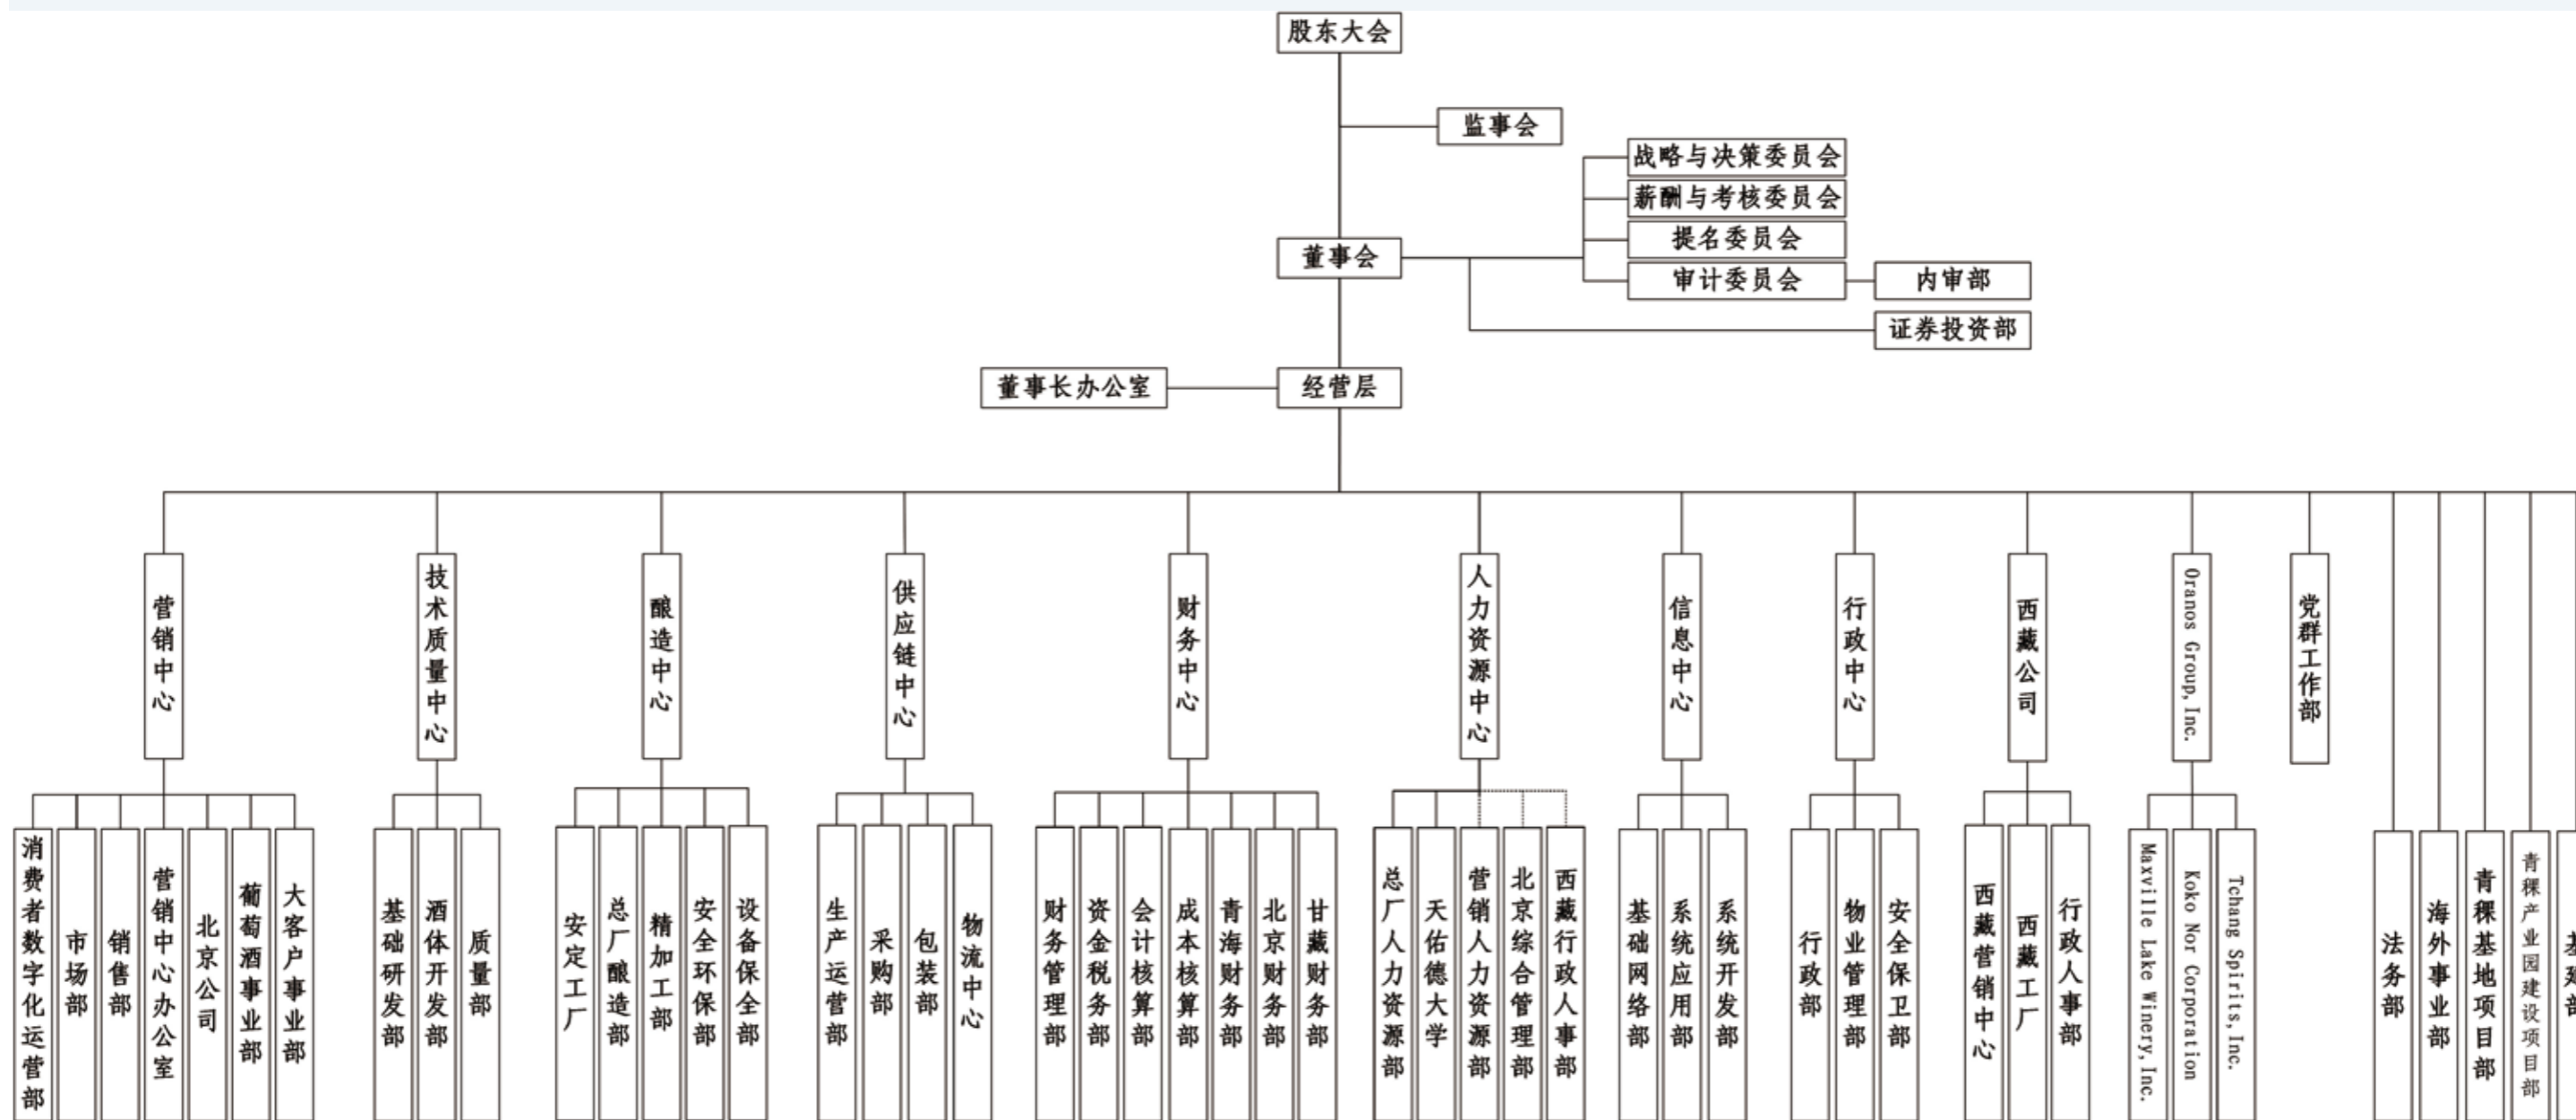 股东大会
监事会
战略与决策委员会
薪酬与考核委员会
提名委员会
董事会
审计委员会
内审部
证券投资部
董事长办公室
经营层
营销中心
技术质量中心
酿造中心
供应链中心
财务中心
人力资源中心
信息中心
行政中心
西藏公司
Oranos Group,Inc.
党群工作部
消费者数字化运营部
市场部
销售部
营销中心办公室
北京公司
葡萄酒事业部
大客户事业部
基础研发部
酒体开发部
质量部
安定工厂
总厂酿造部
精加工部
安全环保部
设备保全部
生产运营部
采购部
包装部
物流中心
财务管理部
资金税务部
会计核算部
成本核算部
青海财务部
北京财务部
甘藏财务部
总厂人力资源部
天佑德大学
营销人力资源部
北京综合管理部
西藏行政人事部
基础网络部
系统应用部
系统开发部
行政部
物业管理部
安全保卫部
西藏营销中心
西藏工厂
行政人事部
Maxville Lake Winery,Inc.
Koko Nor Corporation
Tchang Spirits,Inc.
法务部
海外事业部
青稞基地项目部
青稞产业园建设项目部